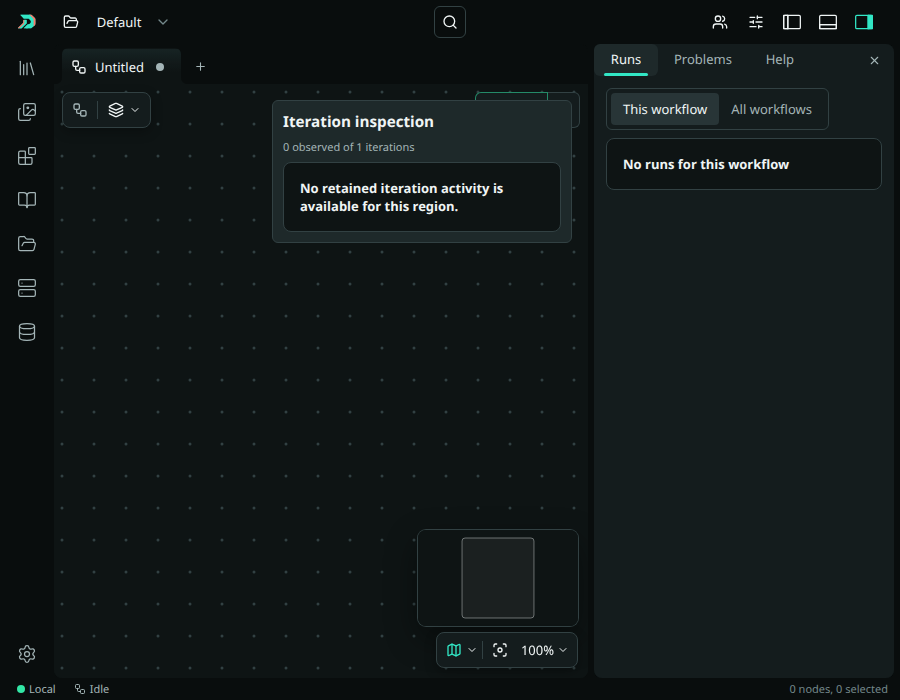 Default
Untitled
Iteration inspection
0 observed of 1 iterations
No retained iteration activity is
available for this region.
100%
Runs
Problems
Help
This workflow
All workflows
No runs for this workflow
Local
Idle
0 nodes, 0 selected